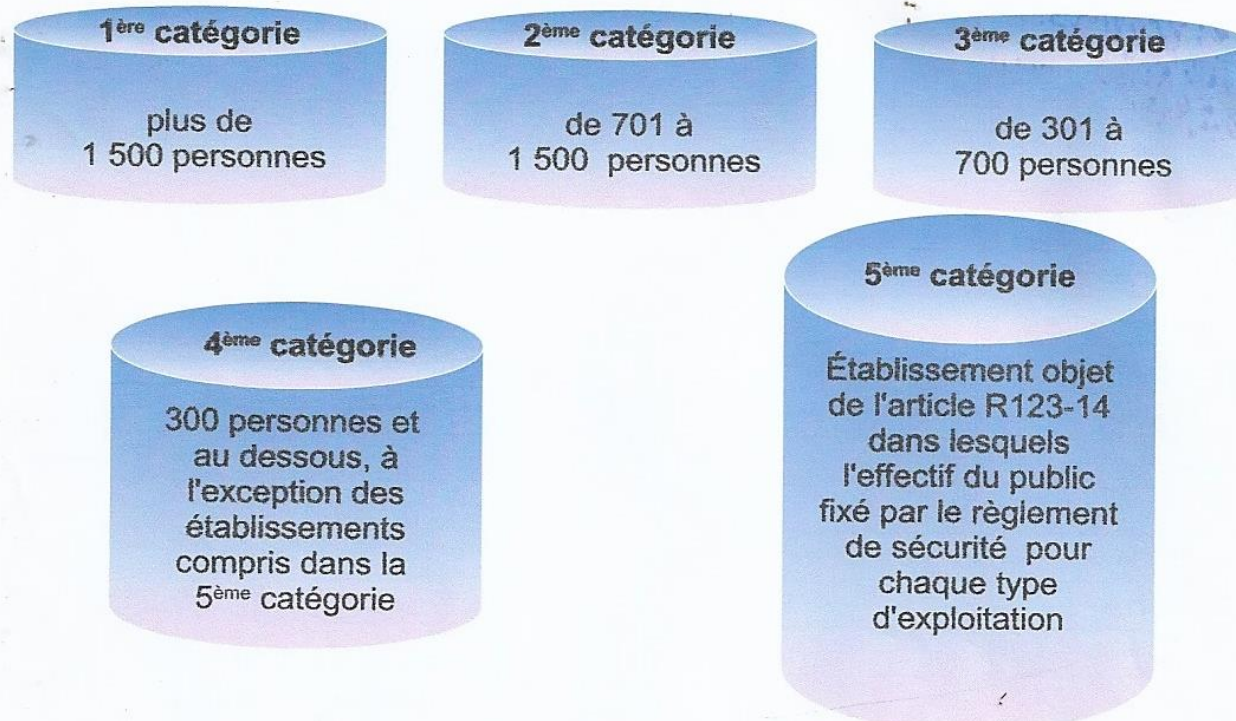 1ère catégorie
plus de
1 500 personnes
2ème catégorie
de 701 à
1 500 personnes
3ème catégorie
de 301 à
700 personnes
4ème catégorie
300 personnes et
au dessous, à
l'exception des
établissements
compris dans la
5ème catégorie
5ème catégorie
Établissement objet
de l'article R123-14
dans lesquels
l'effectif du public
fixé par le règlement
de sécurité pour
chaque type
d'exploitation